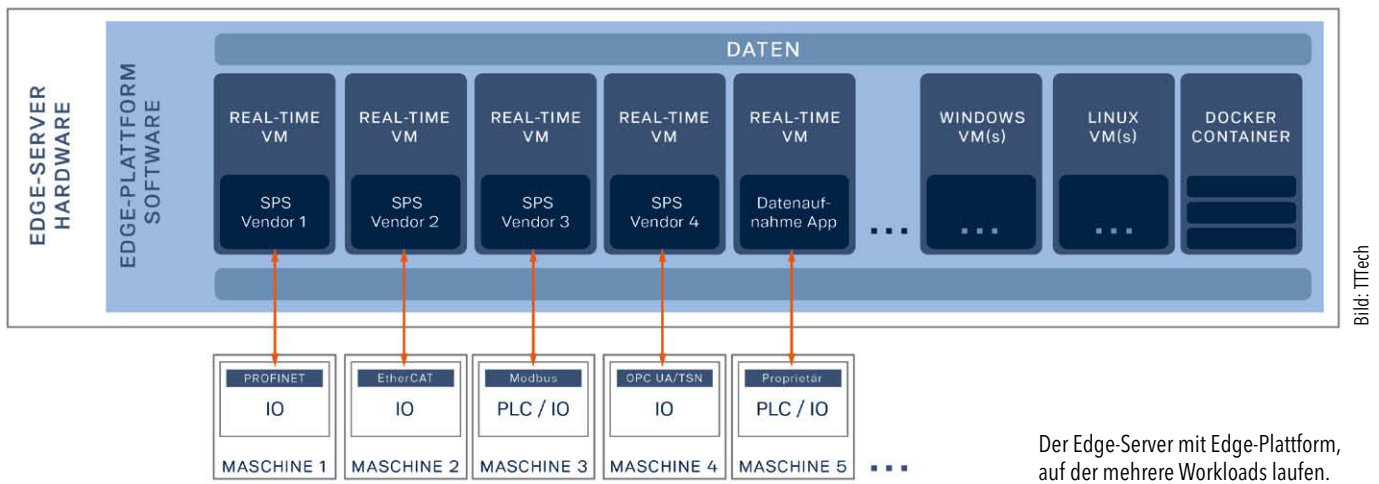 EDGE-SERVER
HARDWARE
EDGE-PLATTFORM
SOFTWARE
DATEN
REAL-TIME
VM
SPS
Vendor 1
REAL-TIME
VM
SPS
Vendor 2
REAL-TIME
VM
SPS
Vendor 3
REAL-TIME
VM
SPS
Vendor 4
REAL-TIME
VM
Datenauf-
nahme App
...
WINDOWS
VM(s)
...
LINUX
VM(s)
...
DOCKER
CONTAINER
PROFINET
IO
MASCHINE 1
EtherCAT
IO
MASCHINE 2
Modbus
PLC / IO
MASCHINE 3
OPC UA/TSN
IO
MASCHINE 4
Proprietär
PLC / IO
MASCHINE 5
...
Bild: TTTech
Der Edge-Server mit Edge-Plattform,
auf der mehrere Workloads laufen.